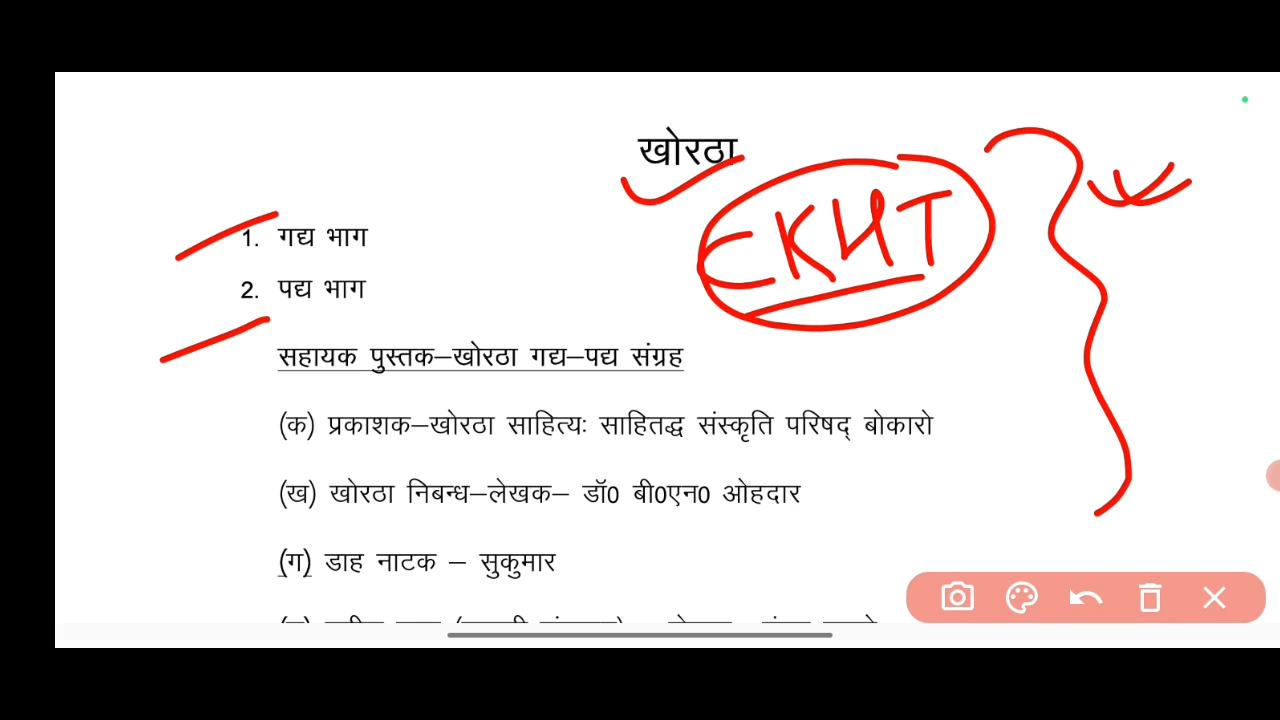 खोरठा
1. गद्य भाग
2. पद्य भाग
सहायक पुस्तक–खोरठा गद्य–पद्य संग्रह
(क) प्रकाशक–खोरठा साहित्यः साहितद्ध संस्कृति परिषद् बोकारो
(ख) खोरठा निबन्ध–लेखक– डॉ0 बी0एन0 ओहदार
(ग) डाह नाटक – सुकुमार